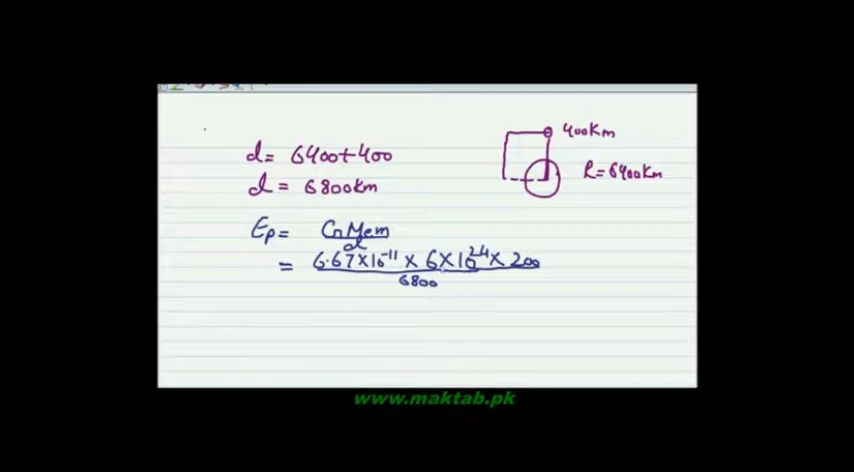 400km
d= 6400+400
R=6400km
d = 6800km
Ep= GMem
d
= 6.67×10⁻¹¹ × 6×10²⁴ × 200
6800
www.maktab.pk